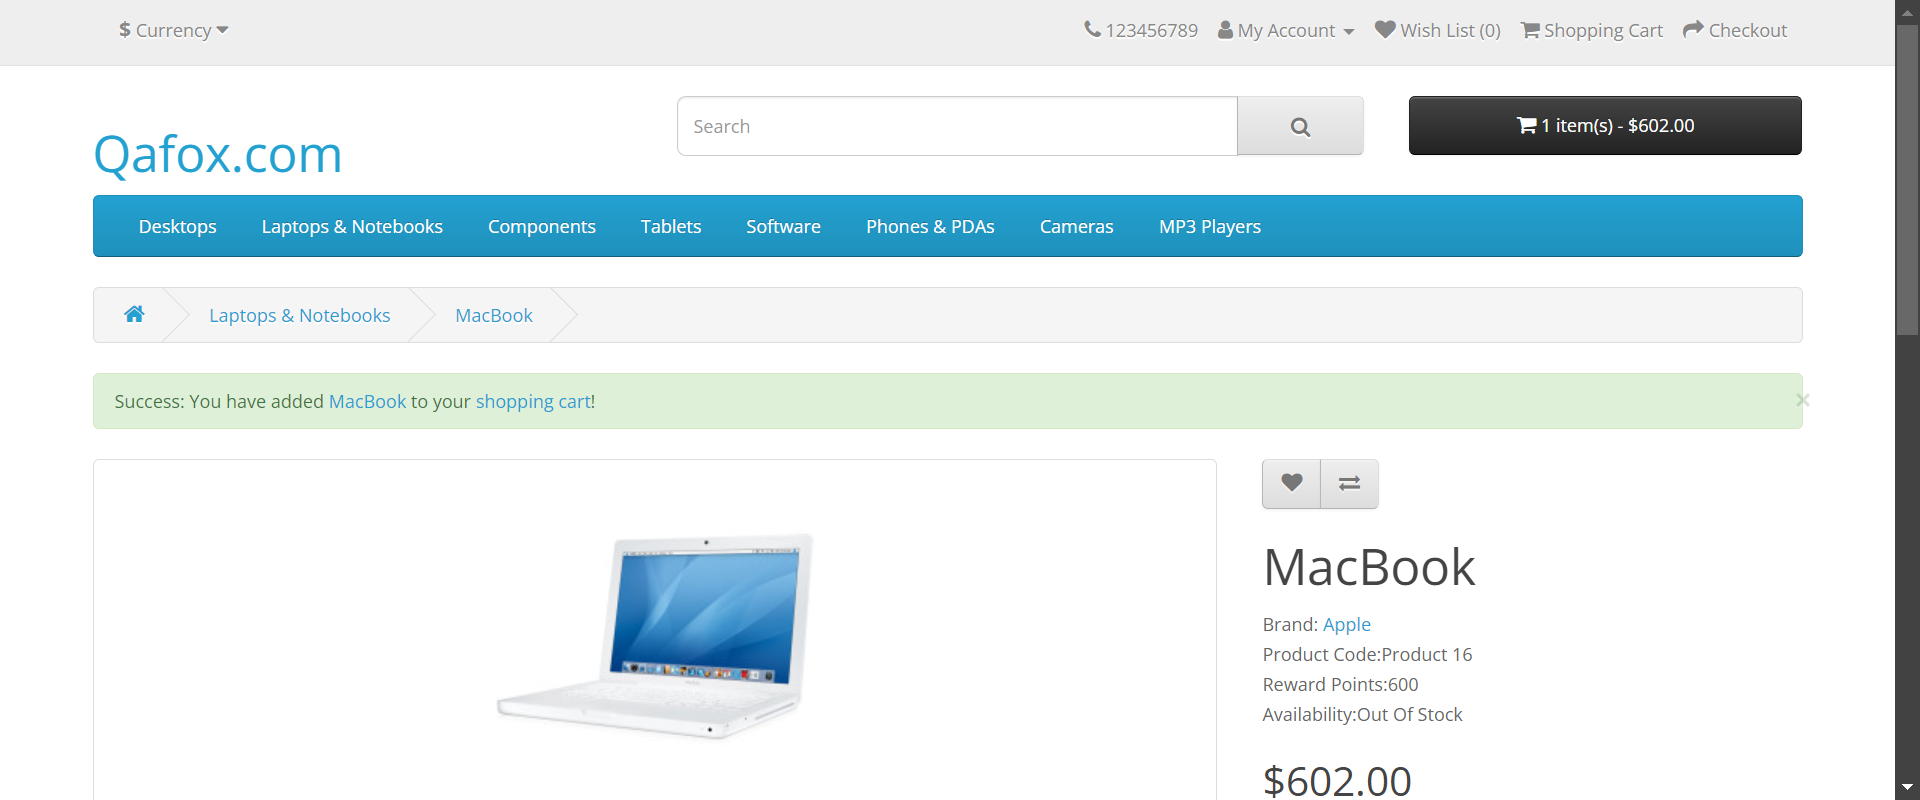 $ Currency
123456789 My Account Wish List (0) Shopping Cart Checkout
Qafox.com
Search
1 item(s) - $602.00
Desktops Laptops & Notebooks Components Tablets Software Phones & PDAs Cameras MP3 Players
Laptops & Notebooks MacBook
Success: You have added MacBook to your shopping cart!
×
MacBook
Brand: Apple
Product Code:Product 16
Reward Points:600
Availability:Out Of Stock
$602.00